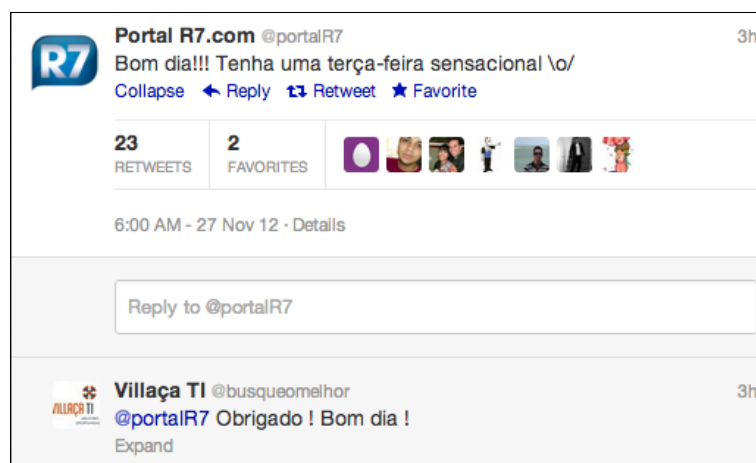 R7
Portal R7.com @portalR7 3h
Bom dia!!! Tenha uma terça-feira sensacional \o/
Collapse Reply Retweet Favorite
23 2
RETWEETS FAVORITES
6:00 AM - 27 Nov 12 · Details
Reply to @portalR7
Villaça TI @busqueomelhor 3h
VILLAÇA TI
@portalR7 Obrigado ! Bom dia !
Expand